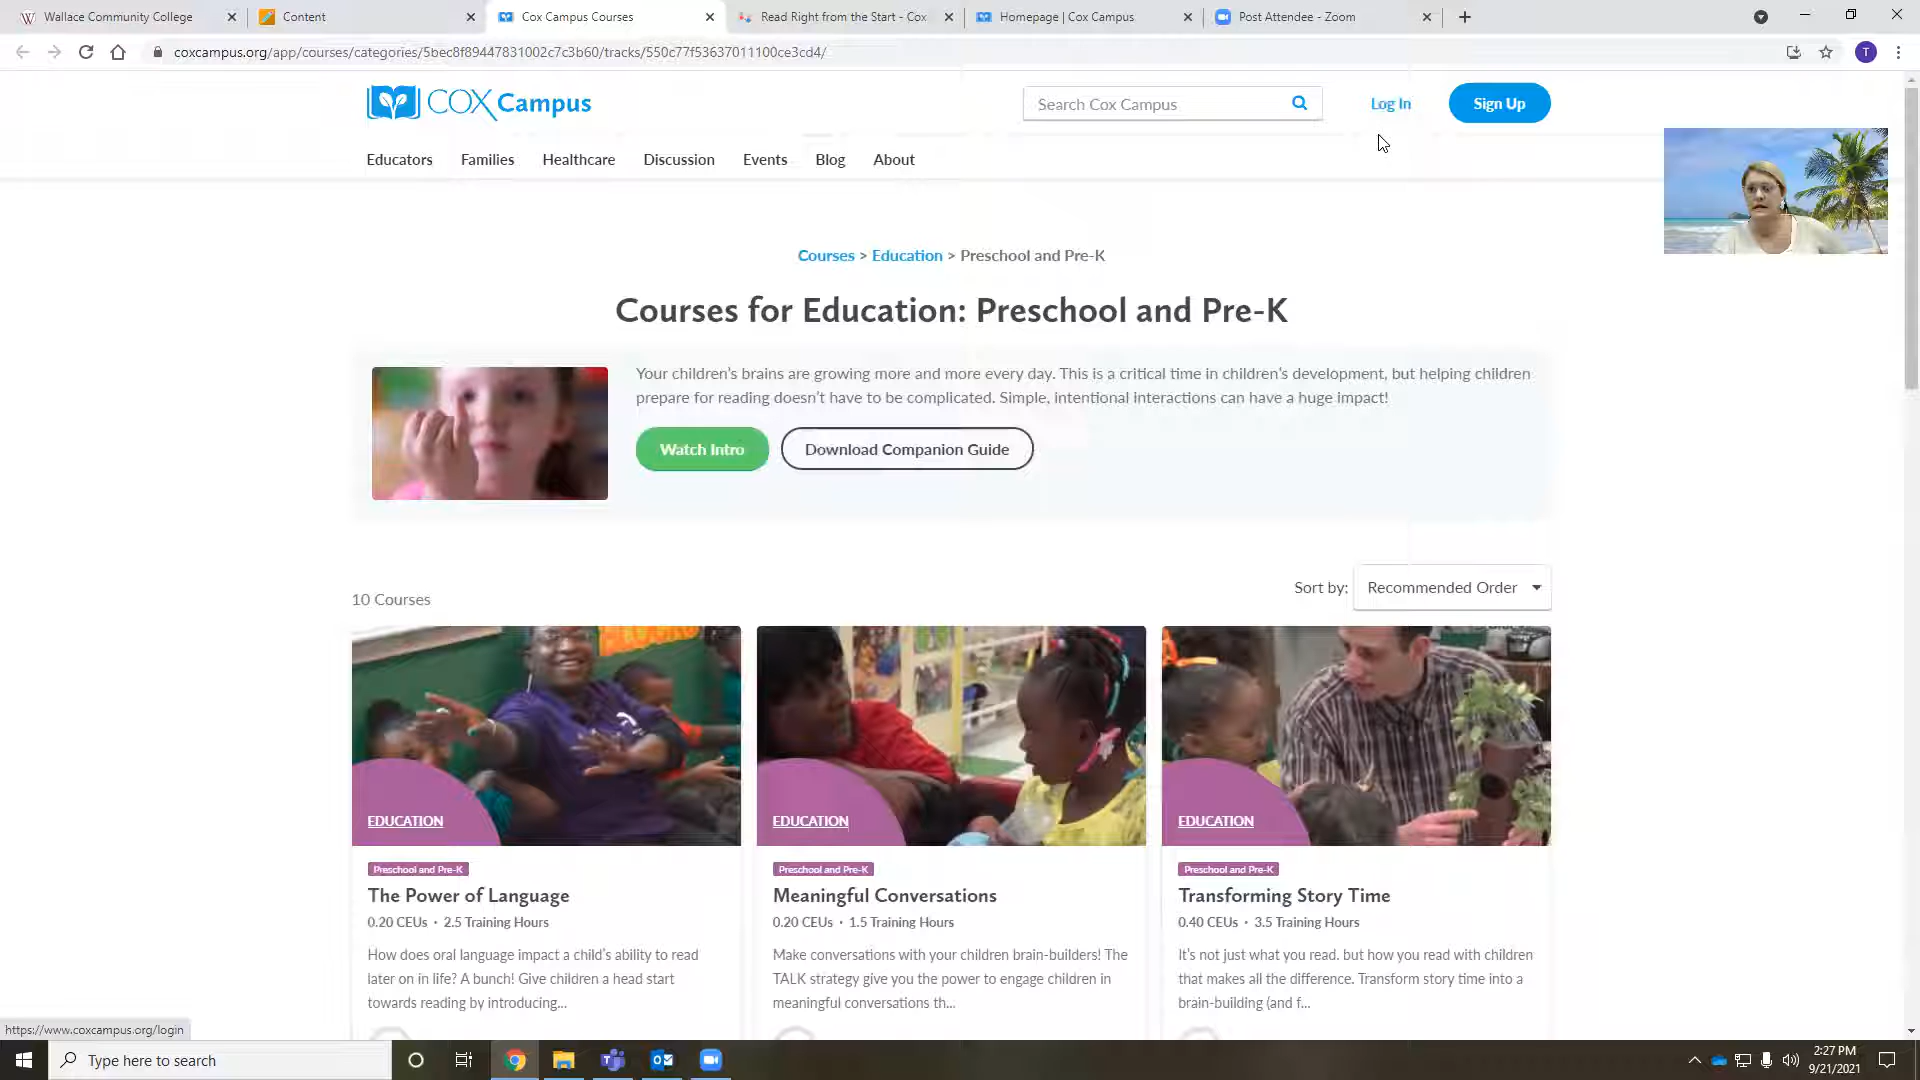 Wallace Community College
Content
Cox Campus Courses
Read Right from the Start - Cox
Homepage | Cox Campus
Post Attendee - Zoom
coxcampus.org/app/courses/categories/5bec8f89447831002c7c3b60/tracks/550c77f53637011100ce3cd4/
T
COX Campus
Search Cox Campus
Log In
Sign Up
Educators
Families
Healthcare
Discussion
Events
Blog
About
Courses > Education > Preschool and Pre-K
Courses for Education: Preschool and Pre-K
Your children's brains are growing more and more every day. This is a critical time in children's development, but helping children
prepare for reading doesn't have to be complicated. Simple, intentional interactions can have a huge impact!
Watch Intro
Download Companion Guide
10 Courses
Sort by:
Recommended Order
EDUCATION
Preschool and Pre-K
The Power of Language
0.20 CEUs · 2.5 Training Hours
How does oral language impact a child's ability to read
later on in life? A bunch! Give children a head start
towards reading by introducing...
EDUCATION
Preschool and Pre-K
Meaningful Conversations
0.20 CEUs · 1.5 Training Hours
Make conversations with your children brain-builders! The
TALK strategy give you the power to engage children in
meaningful conversations th...
EDUCATION
Preschool and Pre-K
Transforming Story Time
0.40 CEUs · 3.5 Training Hours
It's not just what you read. but how you read with children
that makes all the difference. Transform story time into a
brain-building (and f...
https://www.coxcampus.org/login
Type here to search
2:27 PM
9/21/2021